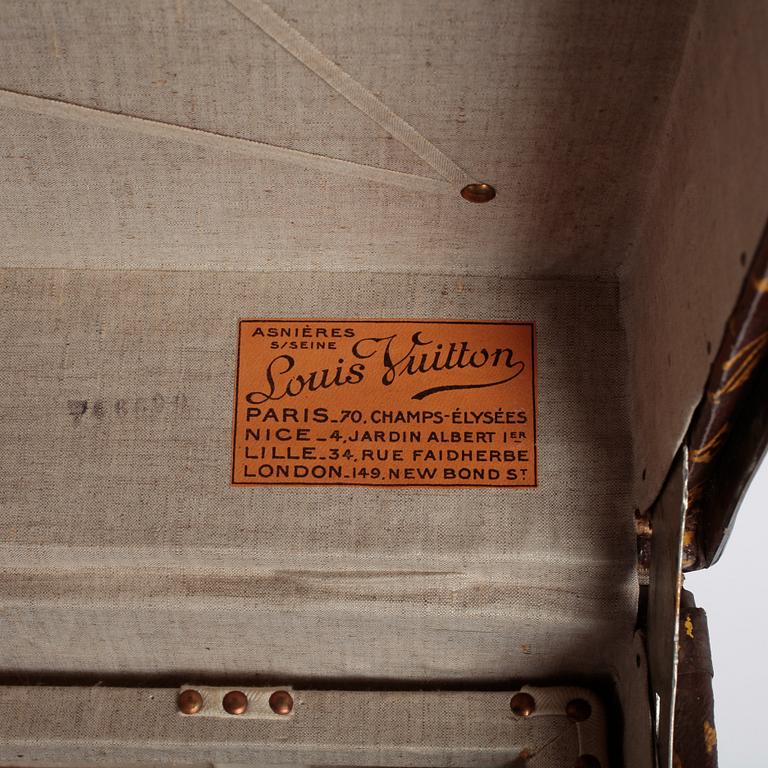 ASNIÈRES
S/SEINE
Louis Vuitton
PARIS_70, CHAMPS-ÉLYSÉES
NICE_4, JARDIN ALBERT 1ER
LILLE_34, RUE FAIDHERBE
LONDON_149, NEW BOND ST